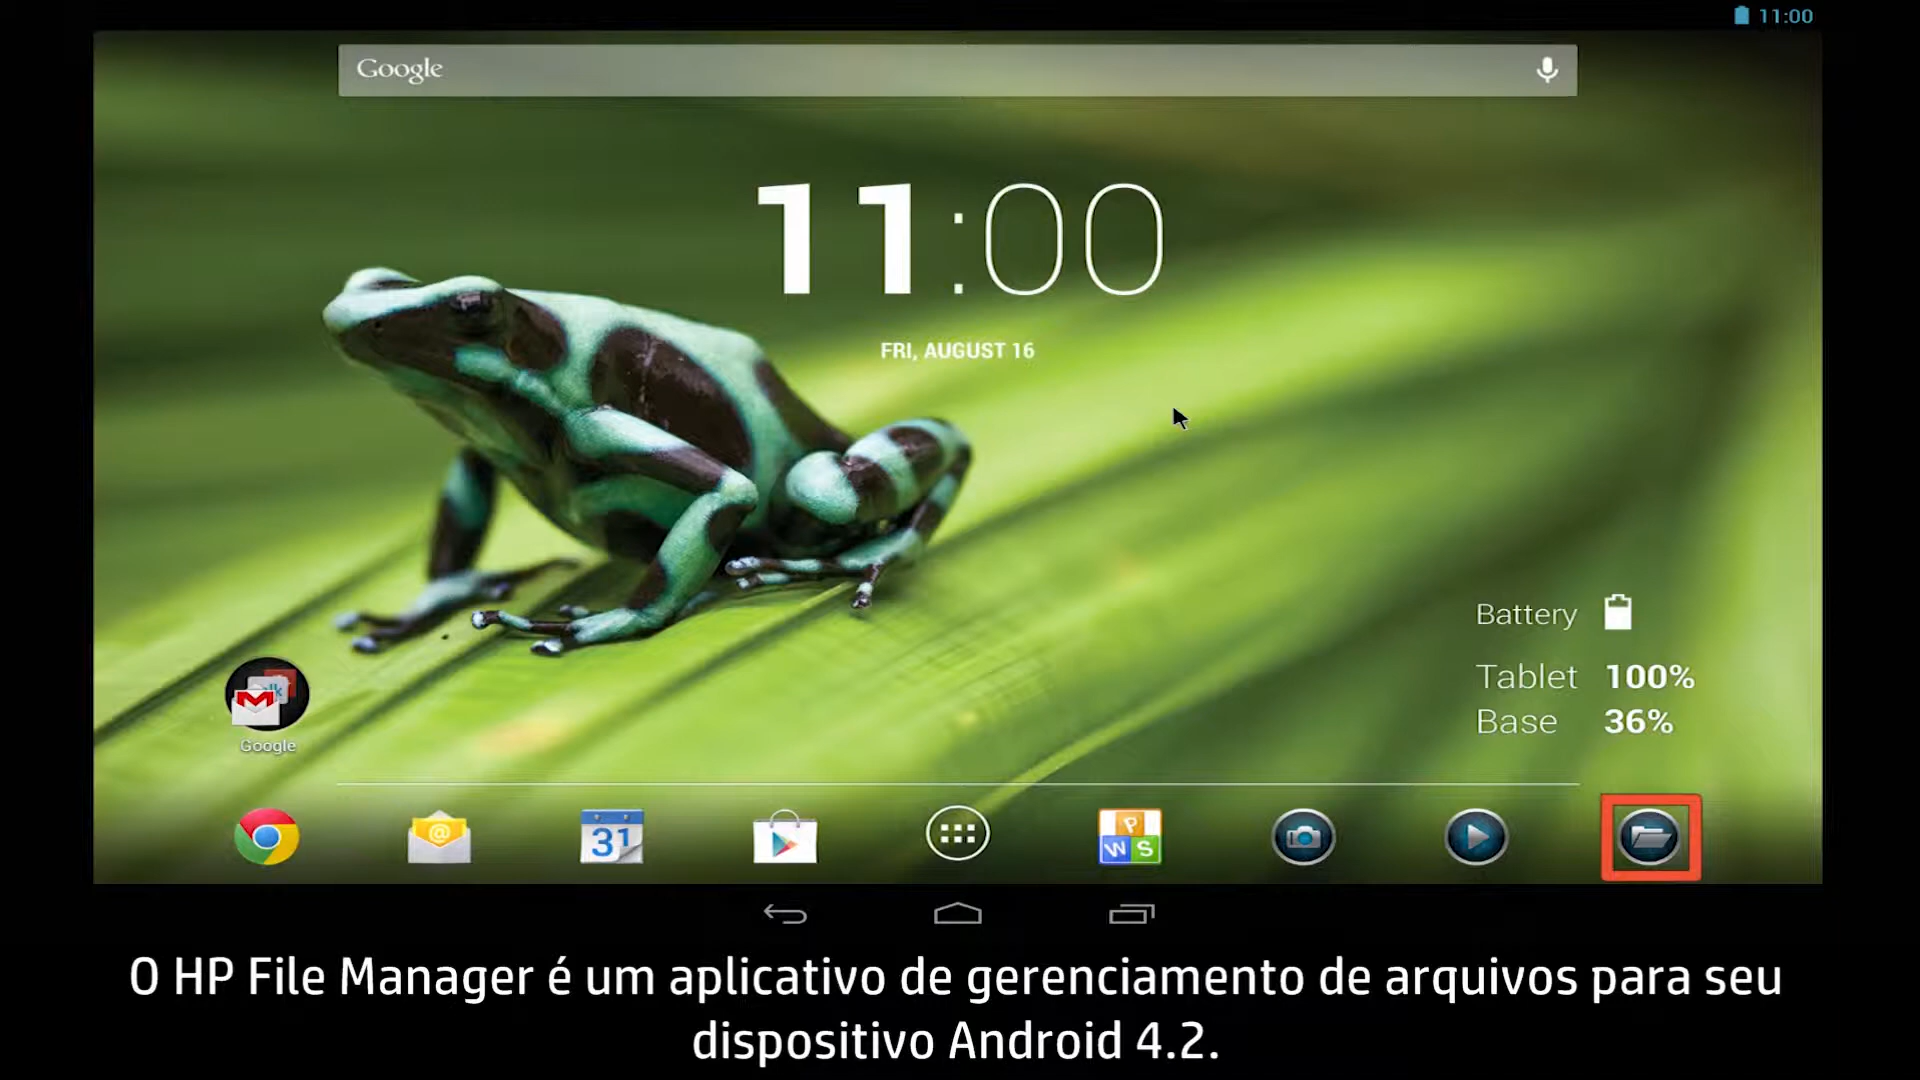 11:00
Google
11:00
FRI, AUGUST 16
Battery
Tablet 100%
Base 36%
Google
@
31
P
W S
O HP File Manager é um aplicativo de gerenciamento de arquivos para seu
dispositivo Android 4.2.